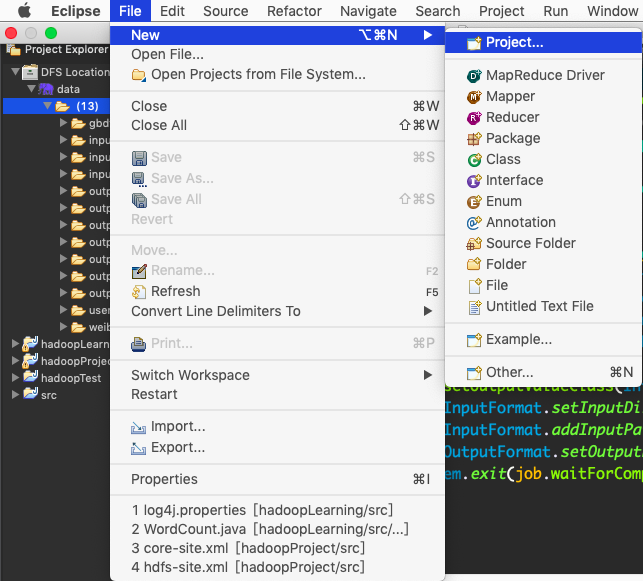 Eclipse File Edit Source Refactor Navigate Search Project Run Window
Project Explorer
DFS Location
data
(13)
gbd
inpu
inpu
inpu
outp
outp
outp
outp
outp
outp
outp
user
weib
hadoopLearn
hadoopProje
hadoopTest
src
New ⌥⌘N
Open File...
Open Projects from File System...
Close ⌘W
Close All ⇧⌘W
Save ⌘S
Save As...
Save All ⇧⌘S
Revert
Move...
Rename... F2
Refresh F5
Convert Line Delimiters To
Print... ⌘P
Switch Workspace
Restart
Import...
Export...
Properties ⌘I
1 log4j.properties [hadoopLearning/src]
2 WordCount.java [hadoopLearning/src/...]
3 core-site.xml [hadoopProject/src]
4 hdfs-site.xml [hadoopProject/src]
Project...
MapReduce Driver
Mapper
Reducer
Package
Class
Interface
Enum
Annotation
Source Folder
Folder
File
Untitled Text File
Example...
Other... ⌘N
InputFormat.setInputDi
InputFormat.addInputPa
OutputFormat.setOutput
em.exit(job.waitForComp